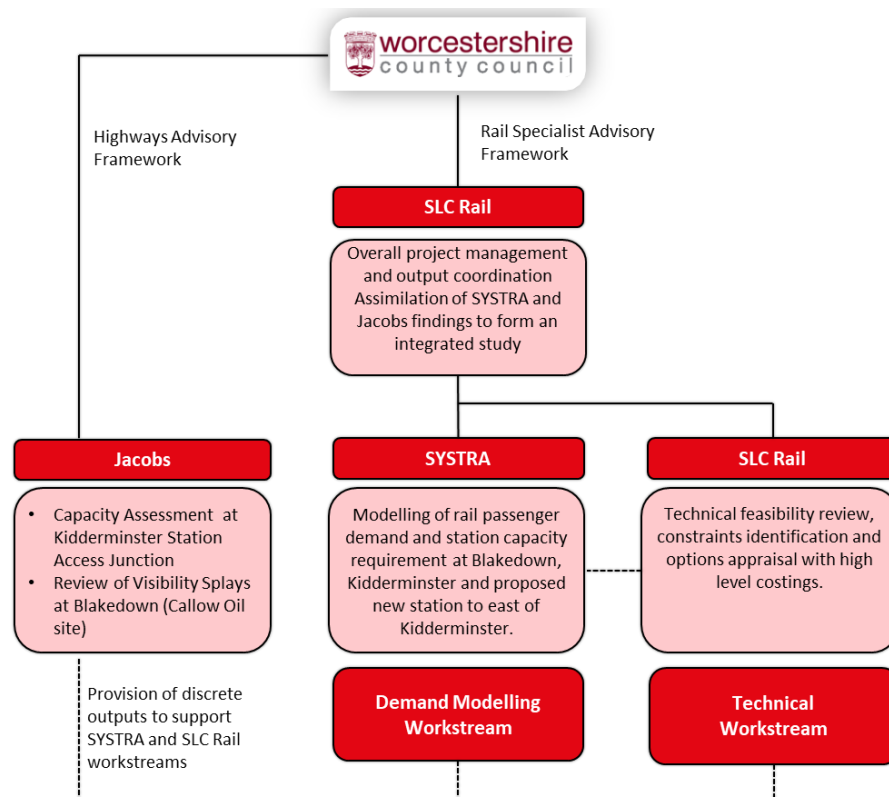 worcestershire
county council
Highways Advisory
Framework
Rail Specialist Advisory
Framework
SLC Rail
Overall project management
and output coordination
Assimilation of SYSTRA and
Jacobs findings to form an
integrated study
Jacobs
SYSTRA
SLC Rail
• Capacity Assessment at
Kidderminster Station
Access Junction
• Review of Visibility Splays
at Blakedown (Callow Oil
site)
Modelling of rail passenger
demand and station capacity
requirement at Blakedown,
Kidderminster and proposed
new station to east of
Kidderminster.
Technical feasibility review,
constraints identification and
options appraisal with high
level costings.
Provision of discrete
outputs to support
SYSTRA and SLC Rail
workstreams
Demand Modelling
Workstream
Technical
Workstream